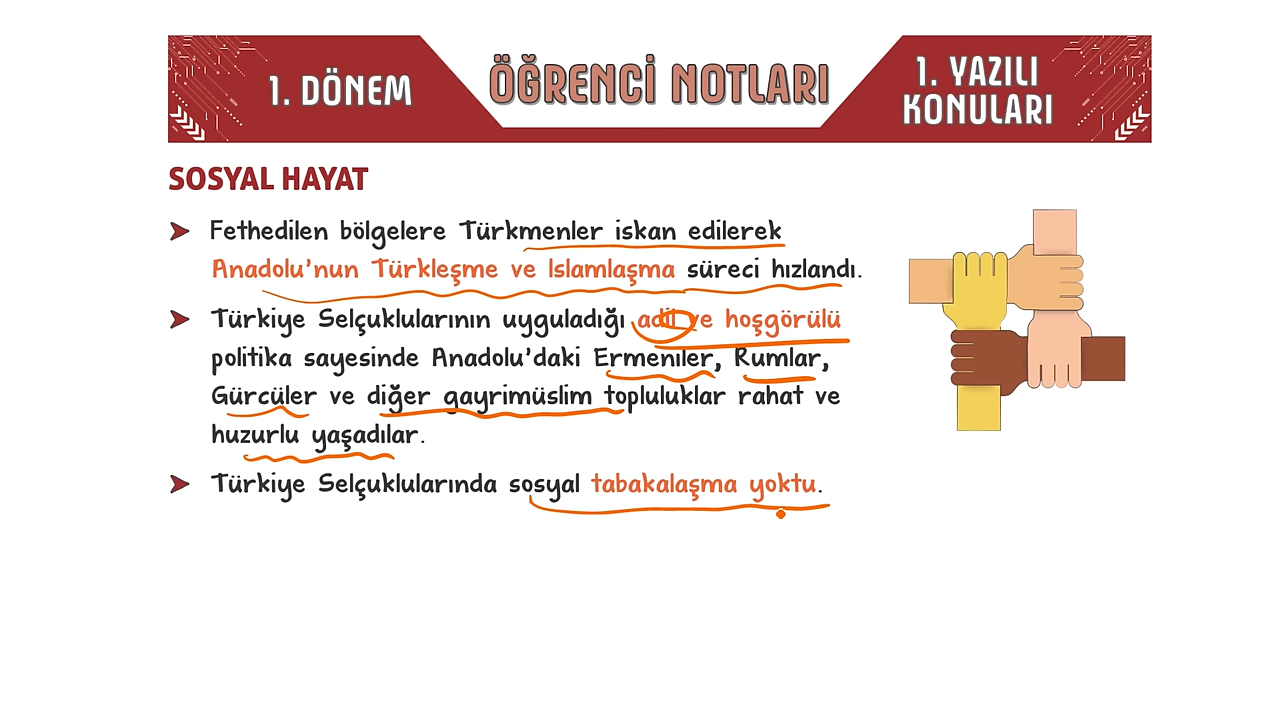 1. DÖNEM
ÖĞRENCİ NOTLARI
1. YAZILI
KONULARI
SOSYAL HAYAT
➤ Fethedilen bölgelere Türkmenler iskan edilerek
Anadolu'nun Türkleşme ve İslamlaşma süreci hızlandı.
➤ Türkiye Selçuklularının uyguladığı adil ve hoşgörülü
politika sayesinde Anadolu'daki Ermeniler, Rumlar,
Gürcüler ve diğer gayrimüslim topluluklar rahat ve
huzurlu yaşadılar.
➤ Türkiye Selçuklularında sosyal tabakalaşma yoktu.